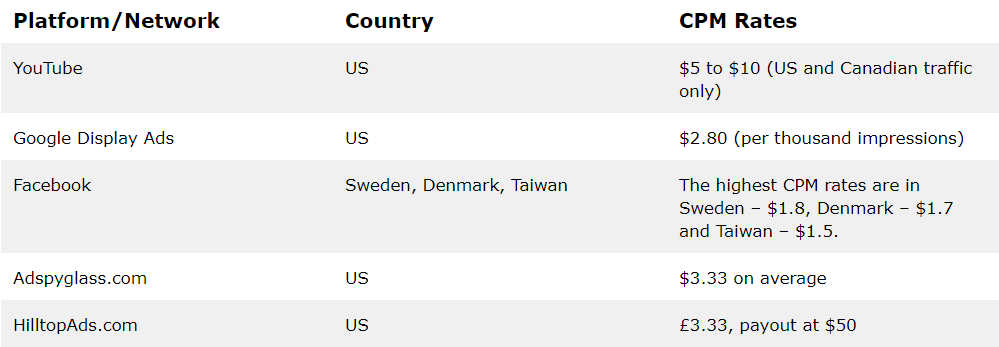 Platform/Network Country CPM Rates
YouTube US $5 to $10 (US and Canadian traffic
only)
Google Display Ads US $2.80 (per thousand impressions)
Facebook Sweden, Denmark, Taiwan The highest CPM rates are in
Sweden – $1.8, Denmark – $1.7
and Taiwan – $1.5.
Adspyglass.com US $3.33 on average
HilltopAds.com US £3.33, payout at $50